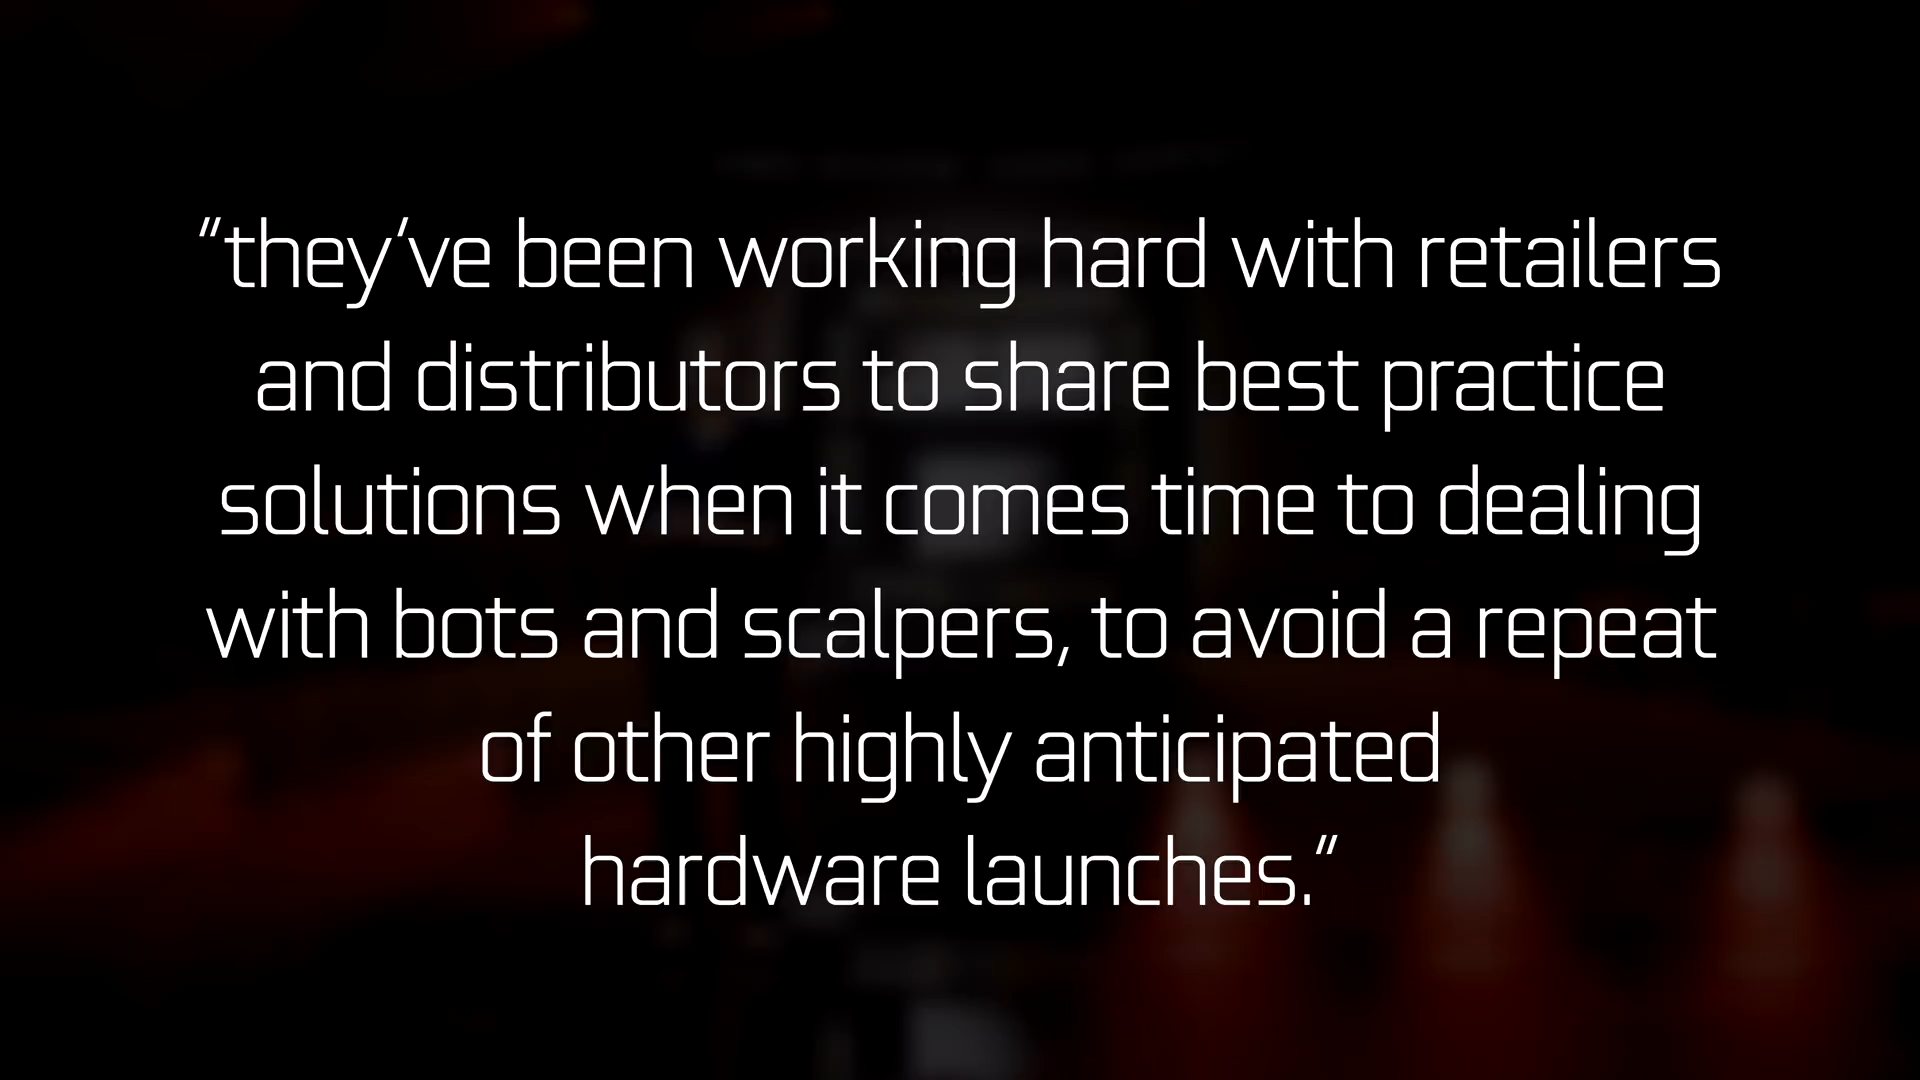 "they've been working hard with retailers
and distributors to share best practice
solutions when it comes time to dealing
with bots and scalpers, to avoid a repeat
of other highly anticipated
hardware launches."